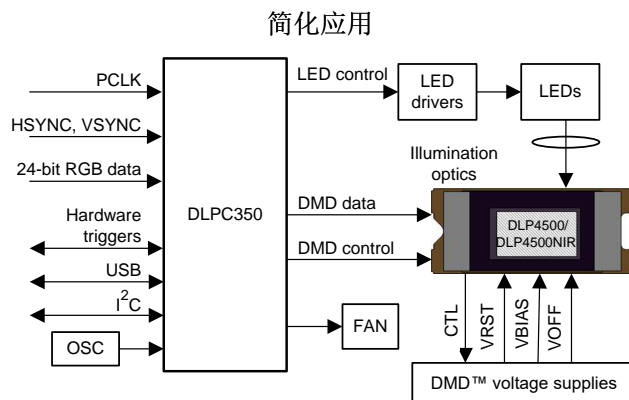 简化应用
PCLK
HSYNC, VSYNC
24-bit RGB data
Hardware
triggers
USB
I²C
OSC
DLPC350
LED control
LED
drivers
LEDs
Illumination
optics
DMD data
DMD control
FAN
DLP4500/
DLP4500NIR
CTL
VRST
VBIAS
VOFF
DMD™ voltage supplies